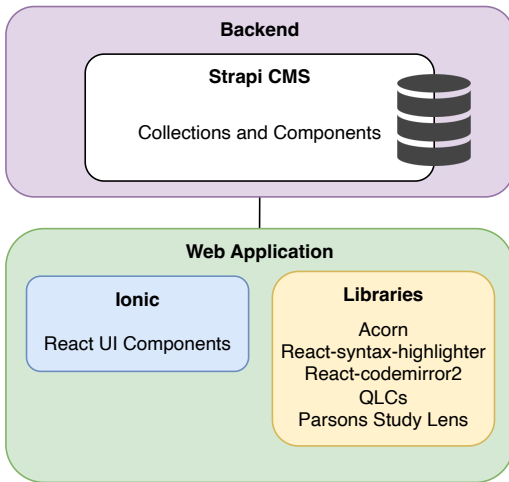 Backend
Strapi CMS
Collections and Components
Web Application
Ionic
React UI Components
Libraries
Acorn
React-syntax-highlighter
React-codemirror2
QLCs
Parsons Study Lens